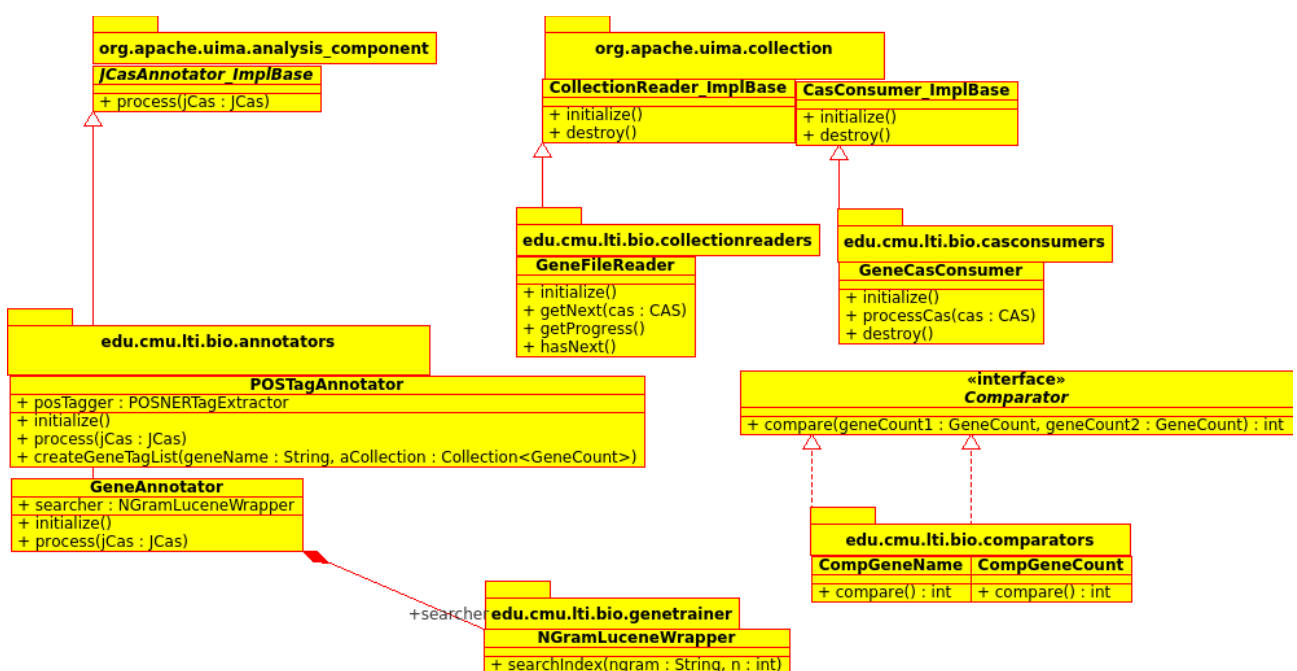 org.apache.uima.analysis_component
JCasAnnotator_ImplBase
+ process(jCas : JCas)
org.apache.uima.collection
CollectionReader_ImplBase
+ initialize()
+ destroy()
CasConsumer_ImplBase
+ initialize()
+ destroy()
edu.cmu.lti.bio.collectionreaders
GeneFileReader
+ initialize()
+ getNext(cas : CAS)
+ getProgress()
+ hasNext()
edu.cmu.lti.bio.casconsumers
GeneCasConsumer
+ initialize()
+ processCas(cas : CAS)
+ destroy()
edu.cmu.lti.bio.annotators
POSTagAnnotator
+ posTagger : POSNERTagExtractor
+ initialize()
+ process(jCas : JCas)
+ createGeneTagList(geneName : String, aCollection : Collection<GeneCount>)
GeneAnnotator
+ searcher : NGramLuceneWrapper
+ initialize()
+ process(jCas : JCas)
«interface»
Comparator
+ compare(geneCount1 : GeneCount, geneCount2 : GeneCount) : int
edu.cmu.lti.bio.comparators
CompGeneName
+ compare() : int
CompGeneCount
+ compare() : int
+searcher
edu.cmu.lti.bio.genetrainer
NGramLuceneWrapper
+ searchIndex(ngram : String, n : int)